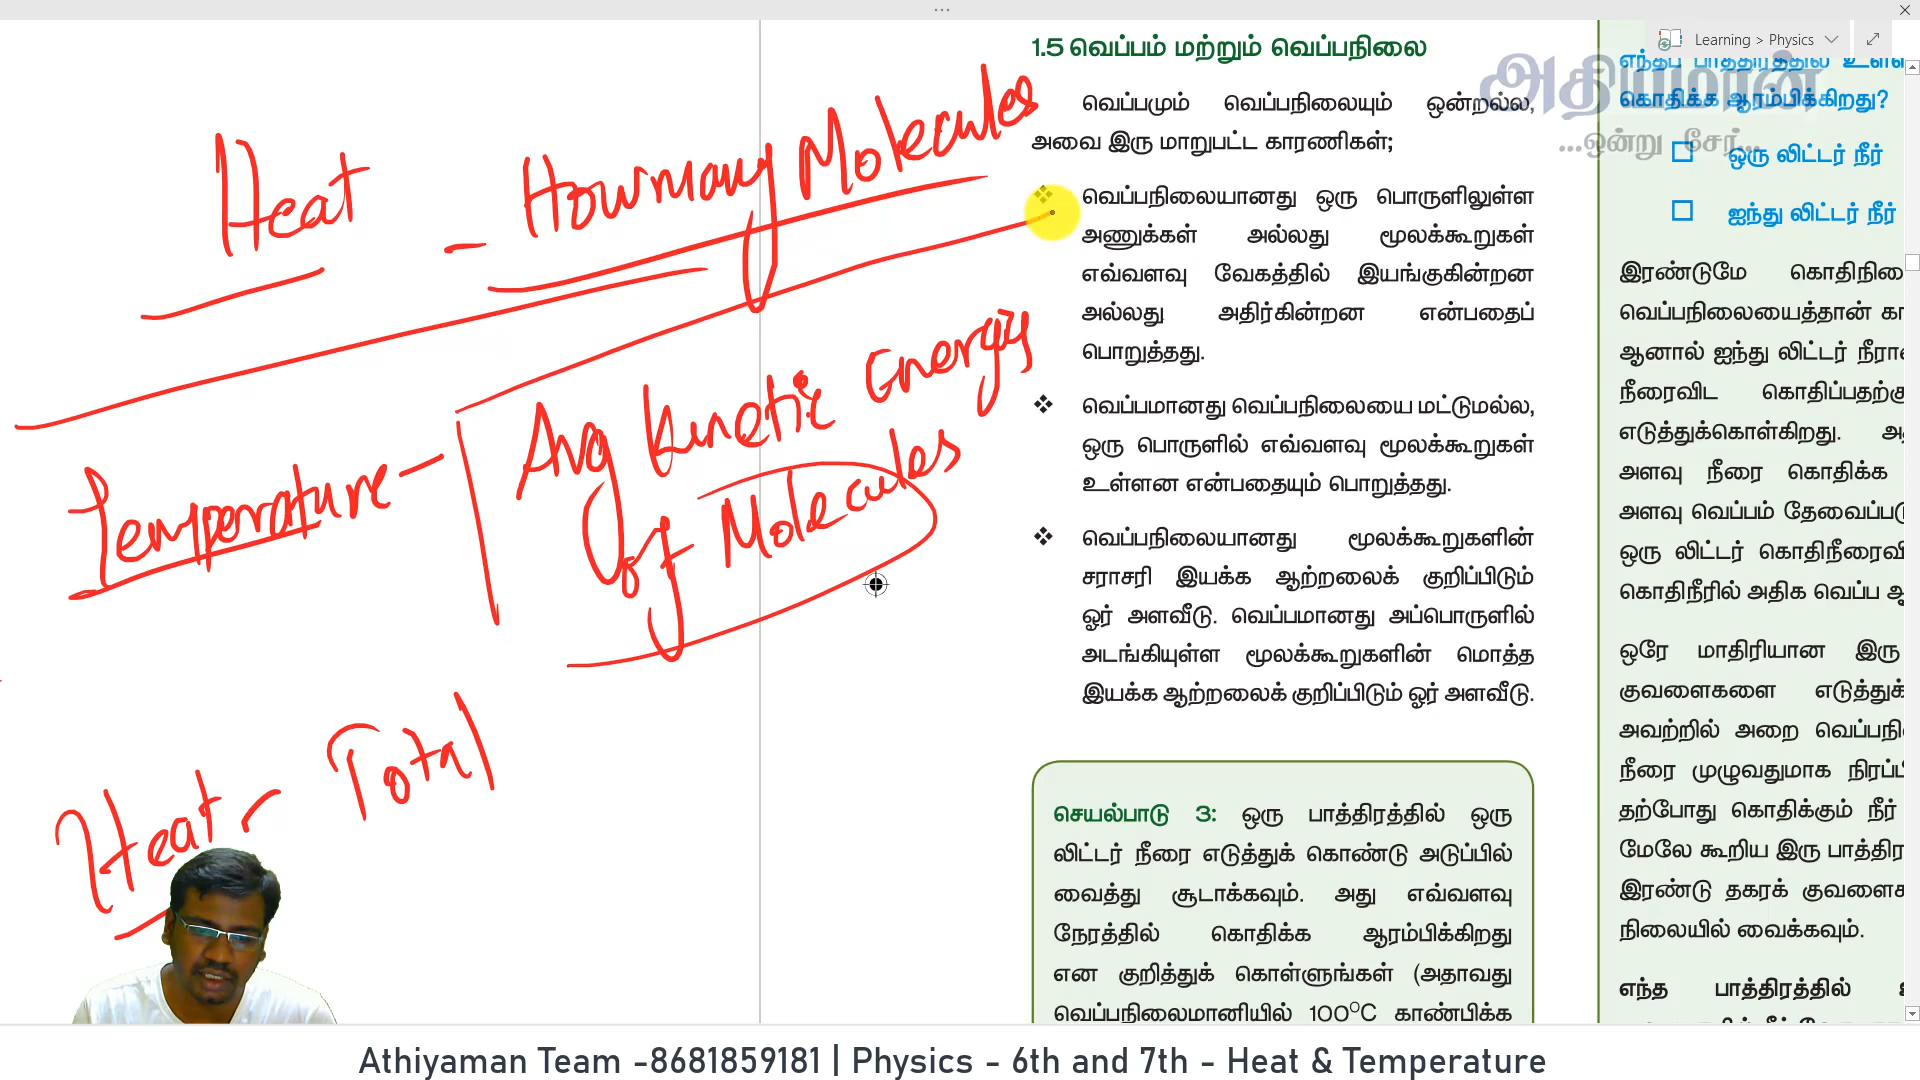 Learning > Physics
அதியமான்
...ஒன்று சேர்...
Heat - How many Molecules
Temperature - Avg Kinetic Energy
of Molecules
Heat - Total
1.5 வெப்பம் மற்றும் வெப்பநிலை
வெப்பமும் வெப்பநிலையும் ஒன்றல்ல,
அவை இரு மாறுபட்ட காரணிகள்;
❖ வெப்பநிலையானது ஒரு பொருளிலுள்ள
அணுக்கள் அல்லது மூலக்கூறுகள்
எவ்வளவு வேகத்தில் இயங்குகின்றன
அல்லது அதிர்கின்றன என்பதைப்
பொறுத்தது.
❖ வெப்பமானது வெப்பநிலையை மட்டுமல்ல,
ஒரு பொருளில் எவ்வளவு மூலக்கூறுகள்
உள்ளன என்பதையும் பொறுத்தது.
❖ வெப்பநிலையானது மூலக்கூறுகளின்
சராசரி இயக்க ஆற்றலைக் குறிப்பிடும்
ஓர் அளவீடு. வெப்பமானது அப்பொருளில்
அடங்கியுள்ள மூலக்கூறுகளின் மொத்த
இயக்க ஆற்றலைக் குறிப்பிடும் ஓர் அளவீடு.
செயல்பாடு 3: ஒரு பாத்திரத்தில் ஒரு
லிட்டர் நீரை எடுத்துக் கொண்டு அடுப்பில்
வைத்து சூடாக்கவும். அது எவ்வளவு
நேரத்தில் கொதிக்க ஆரம்பிக்கிறது
என குறித்துக் கொள்ளுங்கள் (அதாவது
வெப்பநிலைமானியில் 100⁰C காண்பிக்க
எந்தப் பாத்திரத்தில்
கொதிக்க ஆரம்பிக்கிறது?
ஒரு லிட்டர் நீர்
ஐந்து லிட்டர் நீர்
இரண்டுமே
வெப்பநிலையைத்தான்
ஆனால் ஐந்து லிட்டர்
நீரைவிட
எடுத்துக்கொள்கிறது.
அளவு நீரை கொதிக்க
அளவு வெப்பம்
ஒரு லிட்டர்
கொதிநீரில் அதிக வெப்ப
ஒரே மாதிரியான இரு
குவளைகளை
அவற்றில் அறை
நீரை முழுவதுமாக
தற்போது கொதிக்கும் நீர்
மேலே கூறிய இரு
இரண்டு தகரக்
நிலையில் வைக்கவும்.
எந்த பாத்திரத்தில்
Athiyaman Team -8681859181 | Physics - 6th and 7th - Heat & Temperature